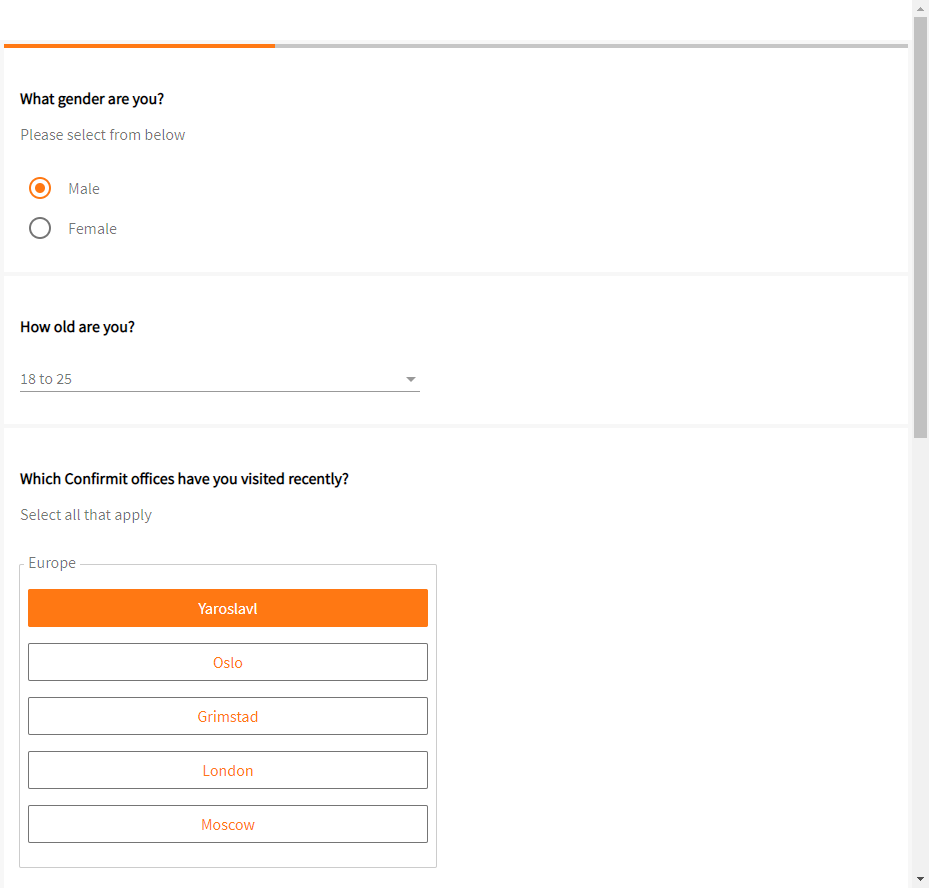 What gender are you?
Please select from below
Male
Female
How old are you?
18 to 25
Which Confirmit offices have you visited recently?
Select all that apply
Europe
Yaroslavl
Oslo
Grimstad
London
Moscow